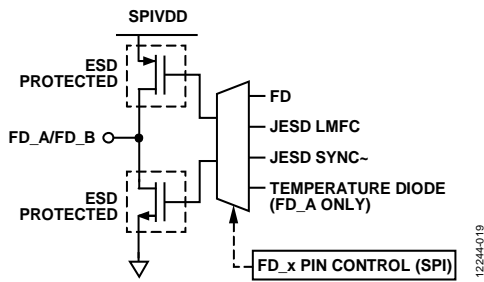 SPIVDD
ESD
PROTECTED
FD
JESD LMFC
FD_A/FD_B
JESD SYNC~
TEMPERATURE DIODE
(FD_A ONLY)
ESD
PROTECTED
FD_x PIN CONTROL (SPI)
12244-019